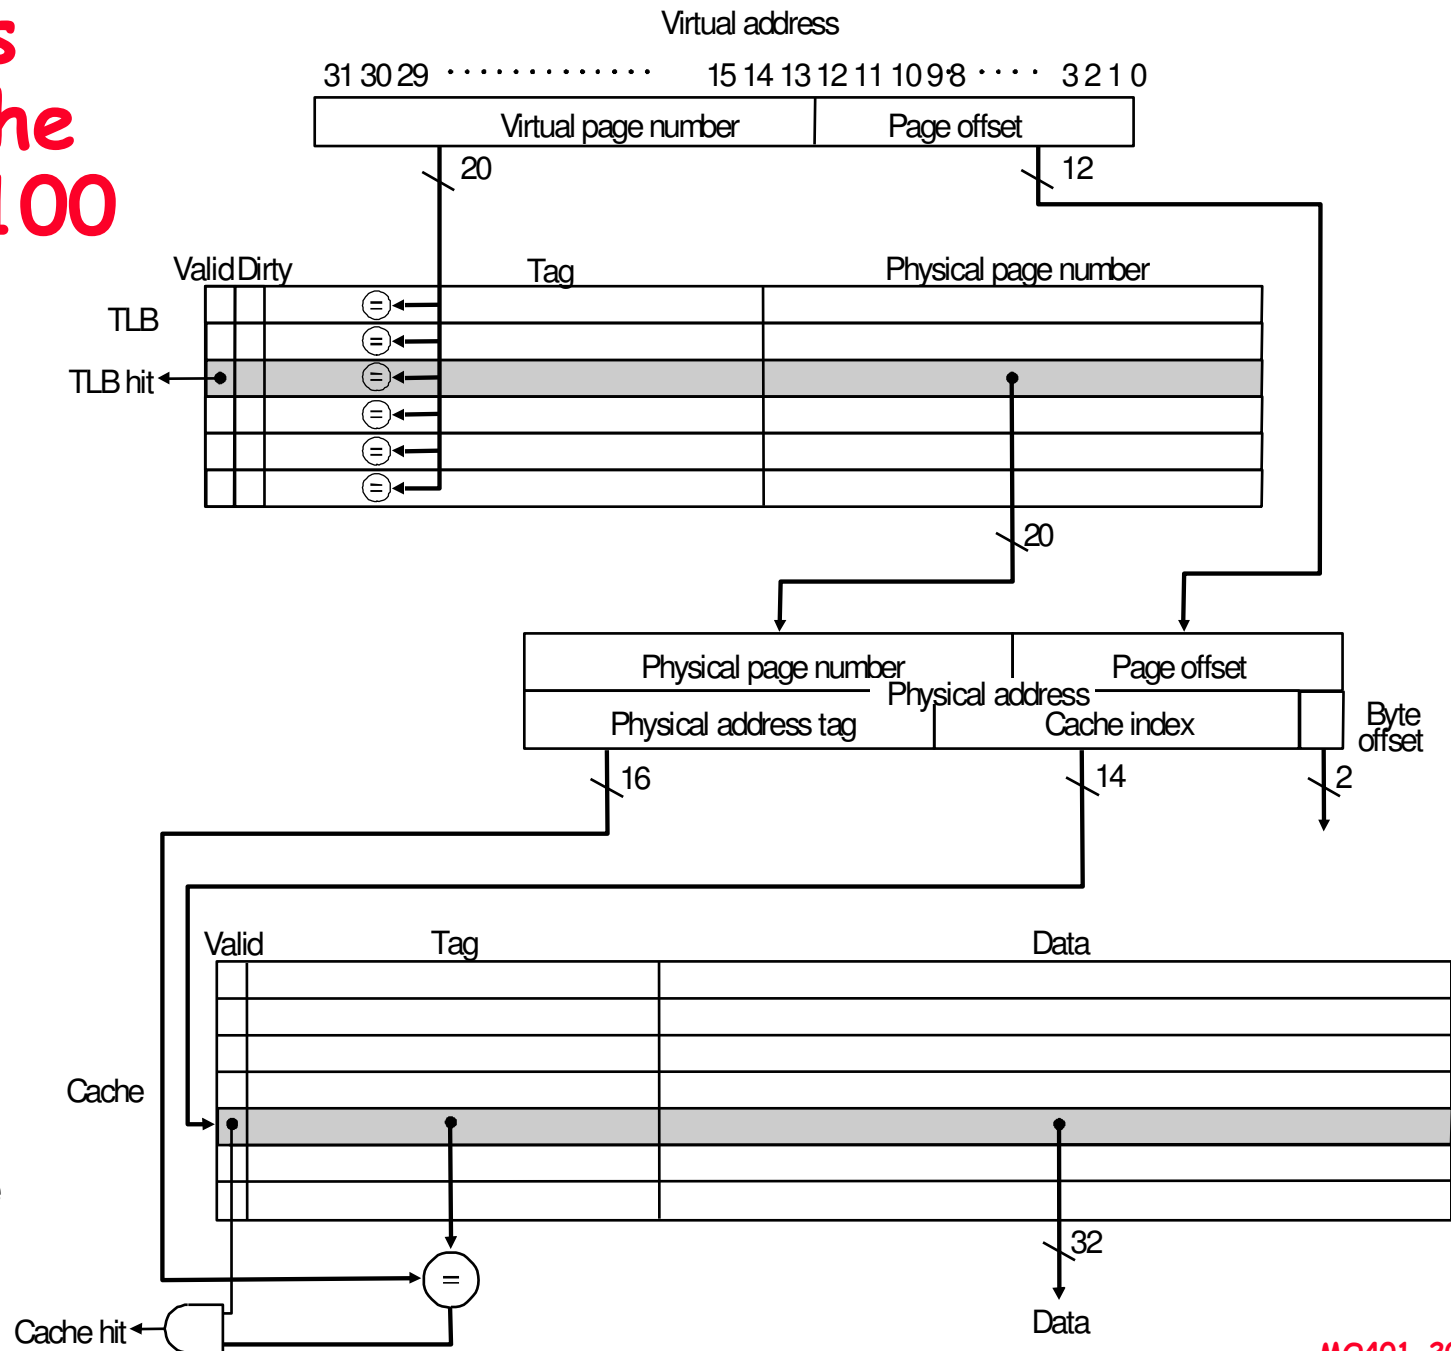 Virtual address
31 30 29 ············· 15 14 13 12 11 10 9 8 ···· 3 2 1 0
Virtual page number Page offset
20 12
100
Valid Dirty Tag Physical page number
TLB
=
=
TLB hit =
=
=
=
20
Physical page number Page offset
Physical address
Physical address tag Cache index Byte offset
16 14 2
Valid Tag Data
Cache
32
=
Cache hit Data